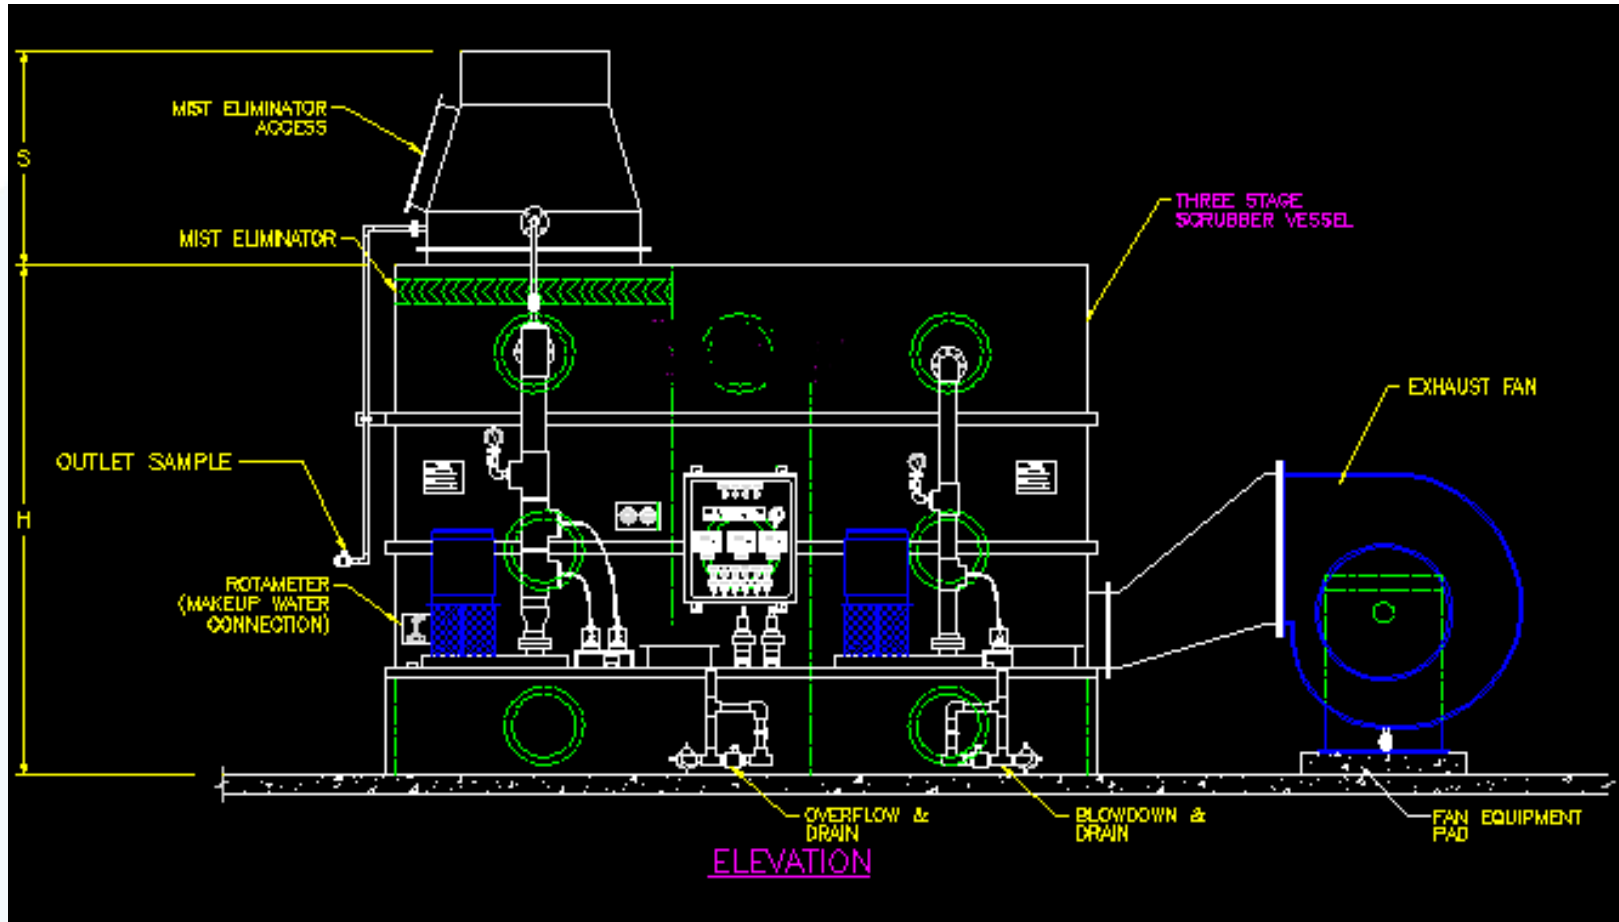 MIST ELIMINATOR
ACCESS
S
THREE STAGE
SCRUBBER VESSEL
MIST ELIMINATOR
EXHAUST FAN
OUTLET SAMPLE
H
ROTAMETER
(MAKEUP WATER
CONNECTION)
OVERFLOW &
DRAIN
BLOWDOWN &
DRAIN
FAN EQUIPMENT
PAD
ELEVATION